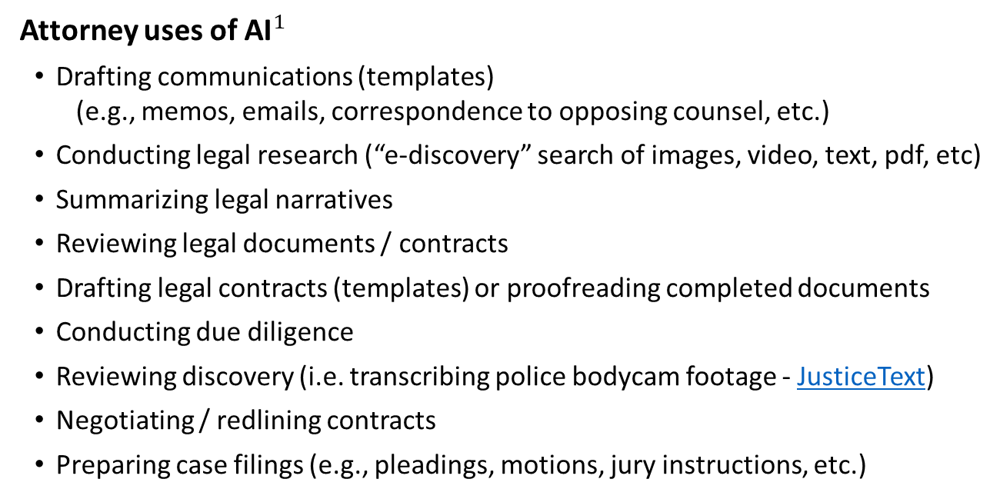 Attorney uses of AI¹
• Drafting communications (templates)
(e.g., memos, emails, correspondence to opposing counsel, etc.)
• Conducting legal research (“e-discovery” search of images, video, text, pdf, etc)
• Summarizing legal narratives
• Reviewing legal documents / contracts
• Drafting legal contracts (templates) or proofreading completed documents
• Conducting due diligence
• Reviewing discovery (i.e. transcribing police bodycam footage - JusticeText)
• Negotiating / redlining contracts
• Preparing case filings (e.g., pleadings, motions, jury instructions, etc.)